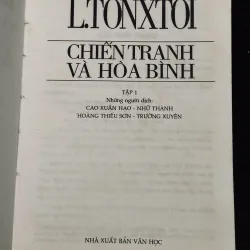 L.TONXTOI
CHIẾN TRANH
VÀ HÒA BÌNH
TẬP 1
Những người dịch:
CAO XUÂN HẠO - NHỮ THÀNH
HOÀNG THIẾU SƠN - TRƯỜNG XUYÊN
NHÀ XUẤT BẢN VĂN HỌC